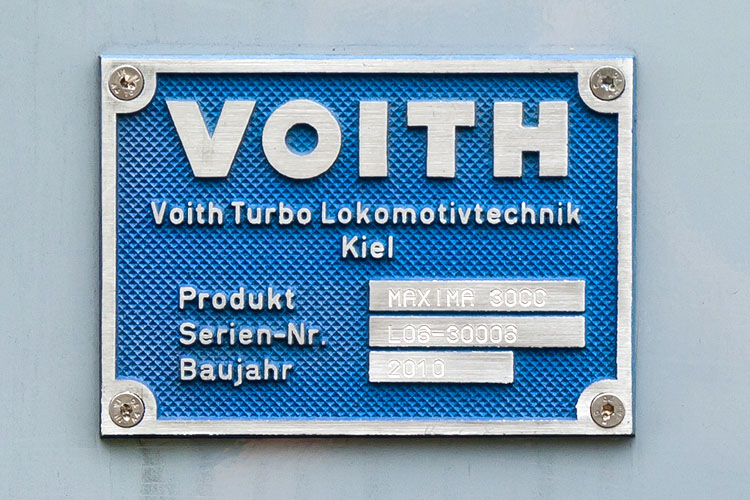 VOITH
Voith Turbo Lokomotivtechnik
Kiel
Produkt MAXIMA 30CC
Serien-Nr. L06-30006
Baujahr 2010